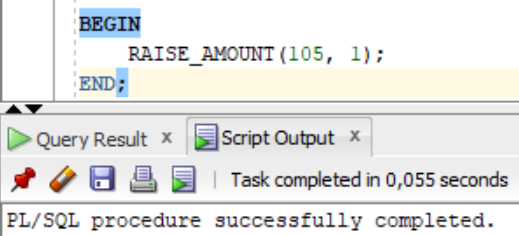 BEGIN
RAISE_AMOUNT(105, 1);
END;
Query Result x Script Output x
Task completed in 0,055 seconds
PL/SQL procedure successfully completed.